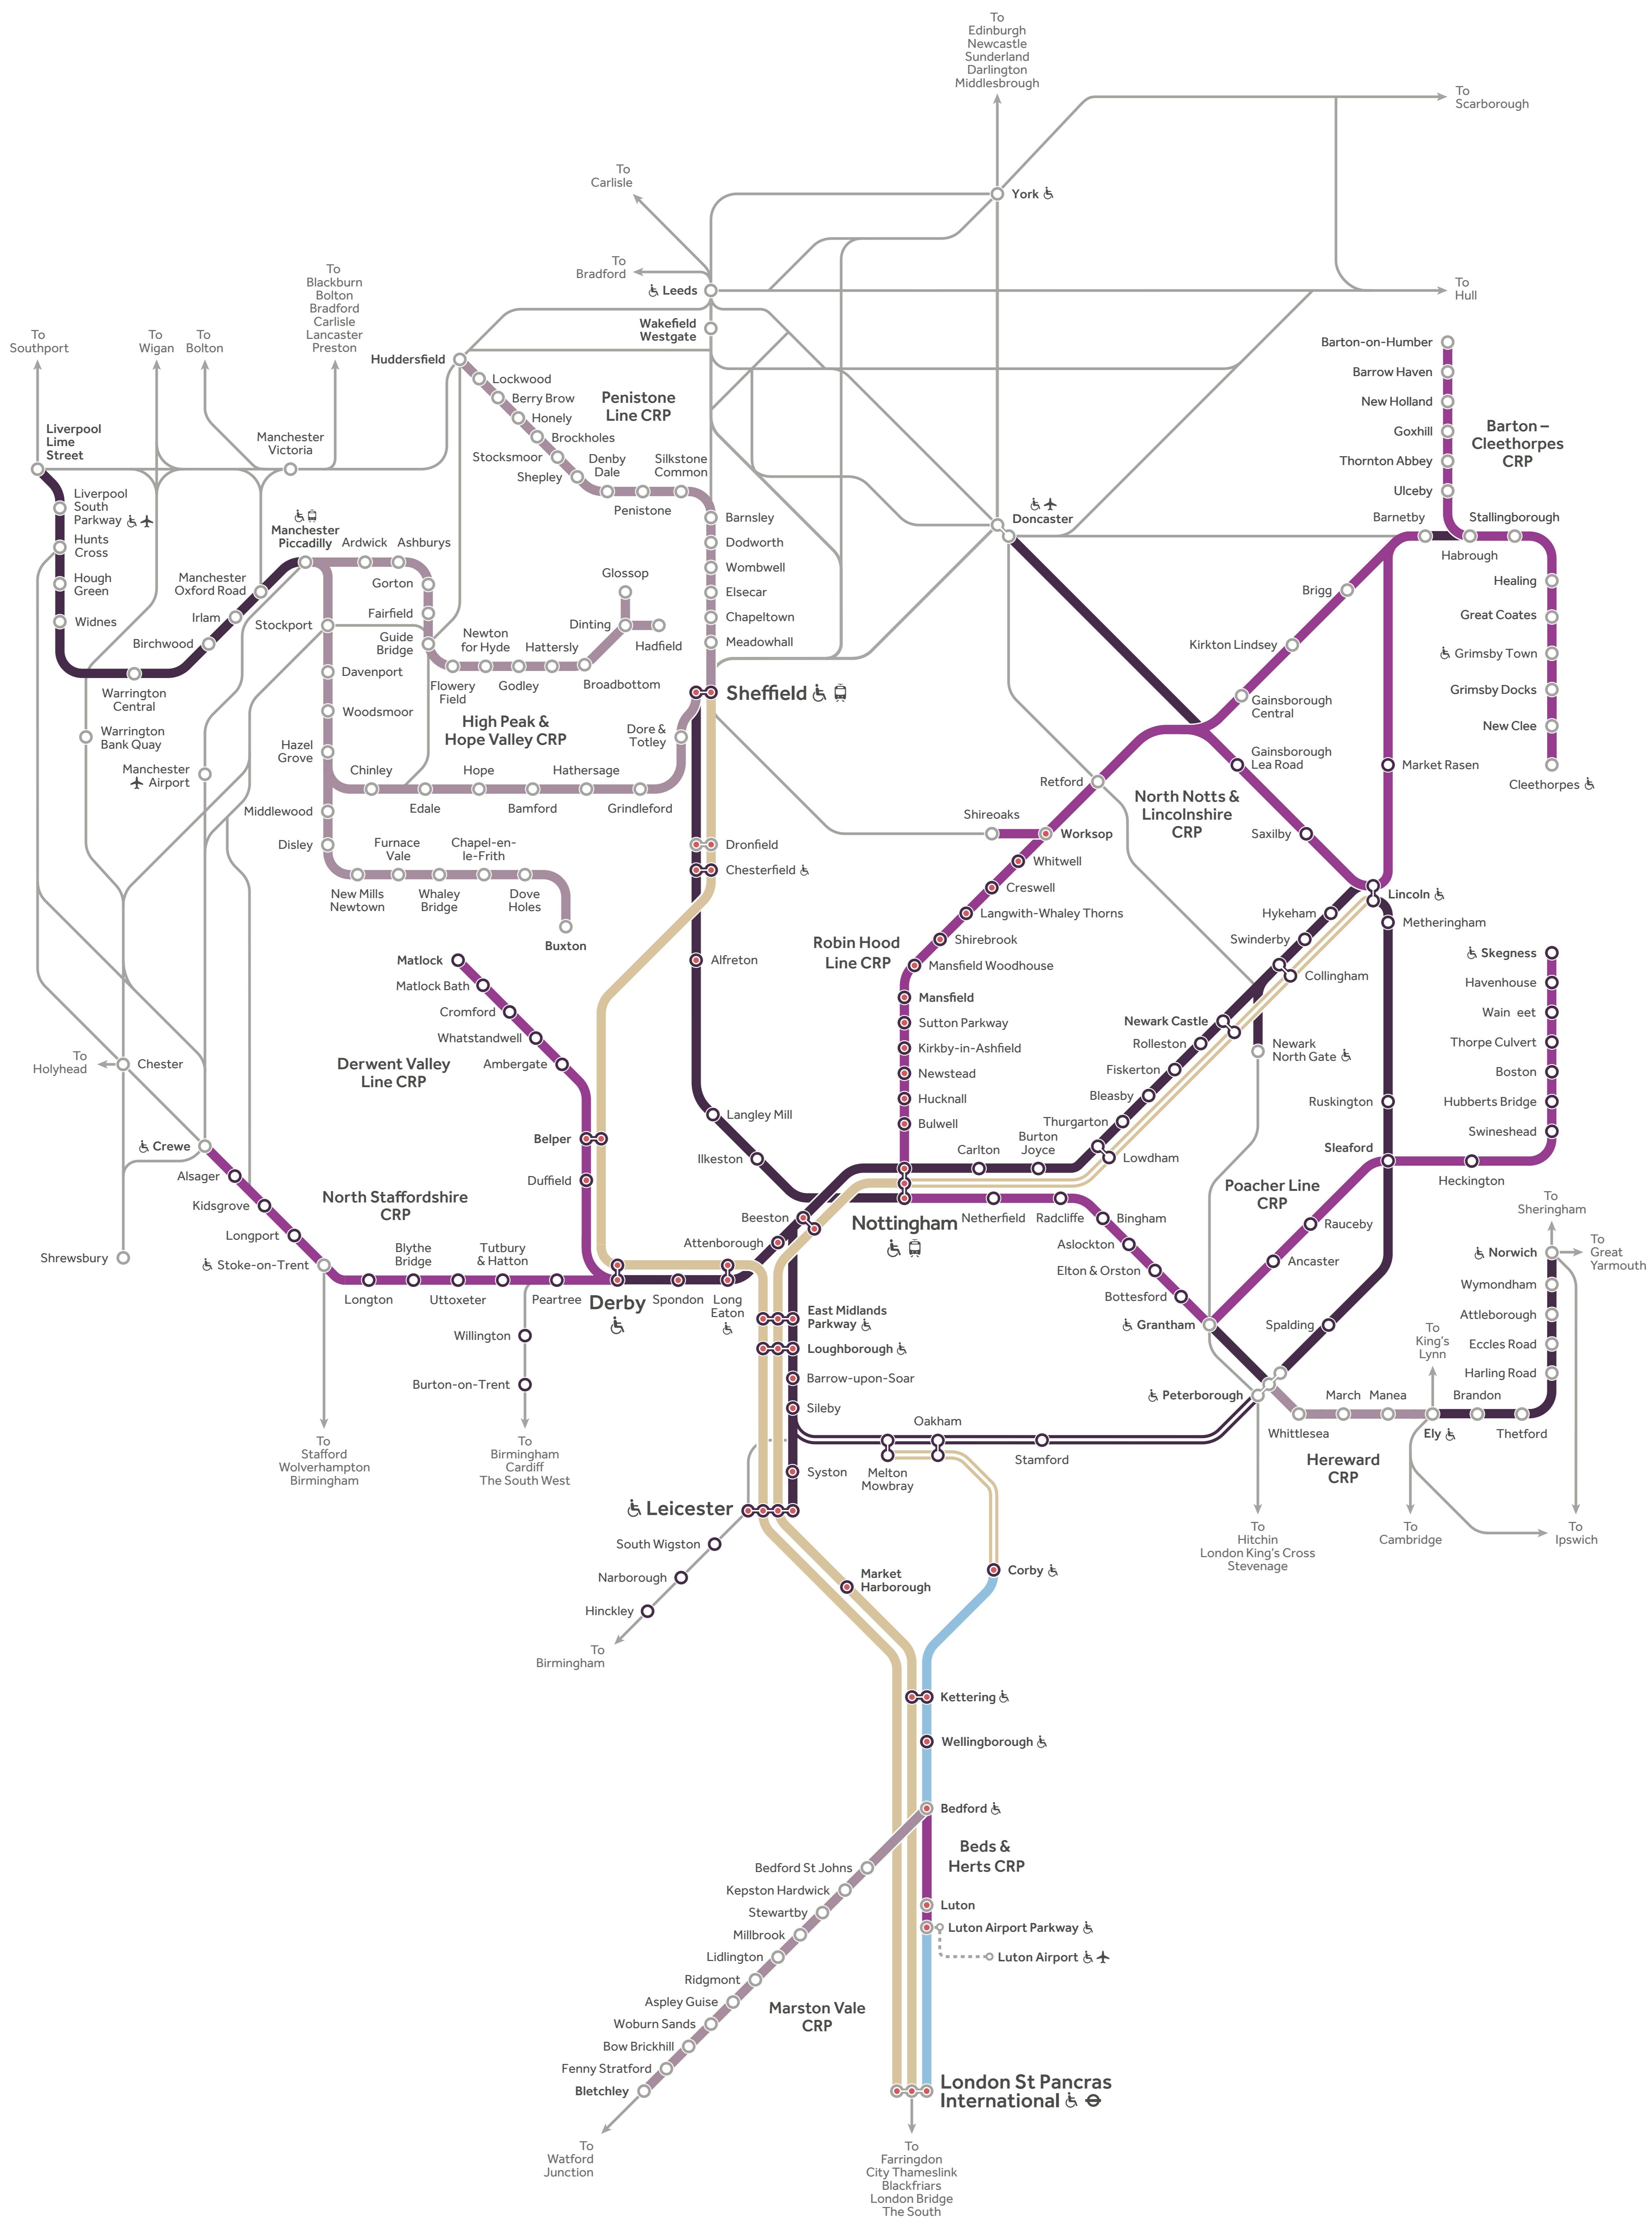 To
Edinburgh
Newcastle
Sunderland
Darlington
Middlesbrough
To
Scarborough
To
Carlisle
York
To
Bradford
Leeds
To
Hull
Wakefield
Westgate
To
Southport
To
Wigan
To
Bolton
To
Blackburn
Bolton
Bradford
Carlisle
Lancaster
Preston
Huddersfield
Lockwood
Berry Brow
Honely
Brockholes
Stocksmoor
Shepley
Denby
Dale
Penistone
Silkstone
Common
Penistone
Line CRP
Barnsley
Dodworth
Wombwell
Elsecar
Chapeltown
Meadowhall
Sheffield
Barton-on-Humber
Barrow Haven
New Holland
Goxhill
Thornton Abbey
Ulceby
Barton –
Cleethorpes
CRP
Barnetby
Habrough
Stallingborough
Healing
Great Coates
Grimsby Town
Grimsby Docks
New Clee
Cleethorpes
Doncaster
Brigg
Kirkton Lindsey
Gainsborough
Central
Gainsborough
Lea Road
Saxilby
Market Rasen
Lincoln
Retford
Shireoaks
Worksop
North Notts &
Lincolnshire
CRP
Liverpool
Lime
Street
Liverpool
South
Parkway
Hunts
Cross
Hough
Green
Widnes
Warrington
Central
Birchwood
Irlam
Manchester
Oxford Road
Manchester
Piccadilly
Manchester
Victoria
Warrington
Bank Quay
Manchester
Airport
Ardwick
Ashburys
Gorton
Fairfield
Guide
Bridge
Flowery
Field
Newton
for Hyde
Godley
Hattersly
Broadbottom
Dinting
Glossop
Hadfield
Stockport
Davenport
Woodsmoor
Hazel
Grove
High Peak &
Hope Valley CRP
Chinley
Edale
Hope
Bamford
Hathersage
Grindleford
Dore &
Totley
Middlewood
Disley
New Mills
Newtown
Furnace
Vale
Whaley
Bridge
Chapel-en-
le-Frith
Dove
Holes
Buxton
Dronfield
Chesterfield
Alfreton
Langley Mill
Ilkeston
Whitwell
Creswell
Langwith-Whaley Thorns
Shirebrook
Mansfield Woodhouse
Mansfield
Sutton Parkway
Kirkby-in-Ashfield
Newstead
Hucknall
Bulwell
Robin Hood
Line CRP
Matlock
Matlock Bath
Cromford
Whatstandwell
Ambergate
Belper
Duffield
Derwent Valley
Line CRP
Hykeham
Swinderby
Collingham
Newark Castle
Newark
North Gate
Rolleston
Fiskerton
Bleasby
Thurgarton
Lowdham
Burton
Joyce
Carlton
Metheringham
Ruskington
Sleaford
Skegness
Havenhouse
Wain eet
Thorpe Culvert
Boston
Hubberts Bridge
Swineshead
Heckington
Poacher Line
CRP
Rauceby
Ancaster
To
Holyhead
Chester
Shrewsbury
Crewe
Alsager
Kidsgrove
Longport
Stoke-on-Trent
North Staffordshire
CRP
Longton
Blythe
Bridge
Uttoxeter
Tutbury
& Hatton
Peartree
Derby
Spondon
Long
Eaton
Attenborough
Beeston
Nottingham
Netherfield
Radcliffe
Bingham
Aslockton
Elton & Orston
Bottesford
Grantham
Spalding
Peterborough
Willington
Burton-on-Trent
To
Stafford
Wolverhampton
Birmingham
To
Birmingham
Cardiff
The South West
East Midlands
Parkway
Loughborough
Barrow-upon-Soar
Sileby
Syston
Leicester
Melton
Mowbray
Oakham
Stamford
To
Sheringham
To
Great
Yarmouth
Norwich
Wymondham
Attleborough
Eccles Road
Harling Road
Thetford
Brandon
Ely
Manea
March
Whittlesea
Hereward
CRP
To
King's
Lynn
To
Hitchin
London King's Cross
Stevenage
To
Cambridge
To
Ipswich
South Wigston
Narborough
Hinckley
To
Birmingham
Market
Harborough
Corby
Kettering
Wellingborough
Bedford
Beds &
Herts CRP
Luton
Luton Airport Parkway
Luton Airport
Bedford St Johns
Kepston Hardwick
Stewartby
Millbrook
Lidlington
Ridgmont
Aspley Guise
Woburn Sands
Bow Brickhill
Fenny Stratford
Bletchley
Marston Vale
CRP
To
Watford
Junction
London St Pancras
International
To
Farringdon
City Thameslink
Blackfriars
London Bridge
The South